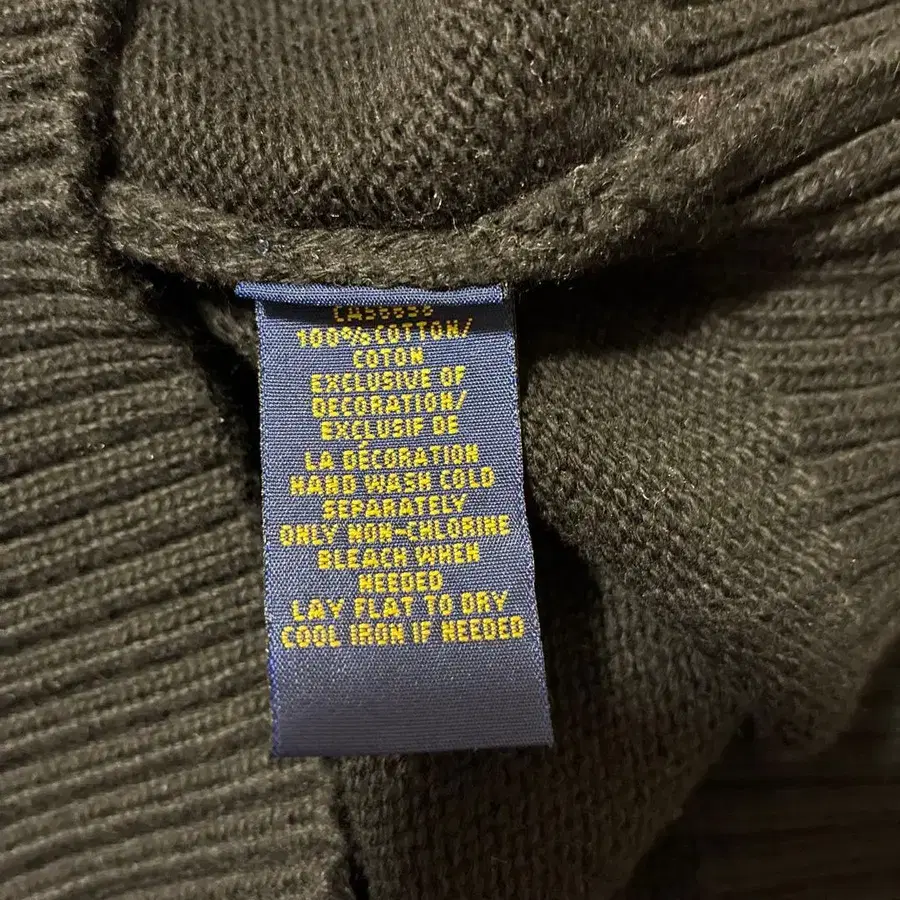 100% COTTON/
COTON
EXCLUSIVE OF
DECORATION/
EXCLUSIF DE
LA DÉCORATION
HAND WASH COLD
SEPARATELY
ONLY NON-CHLORINE
BLEACH WHEN
NEEDED
LAY FLAT TO DRY
COOL IRON IF NEEDED